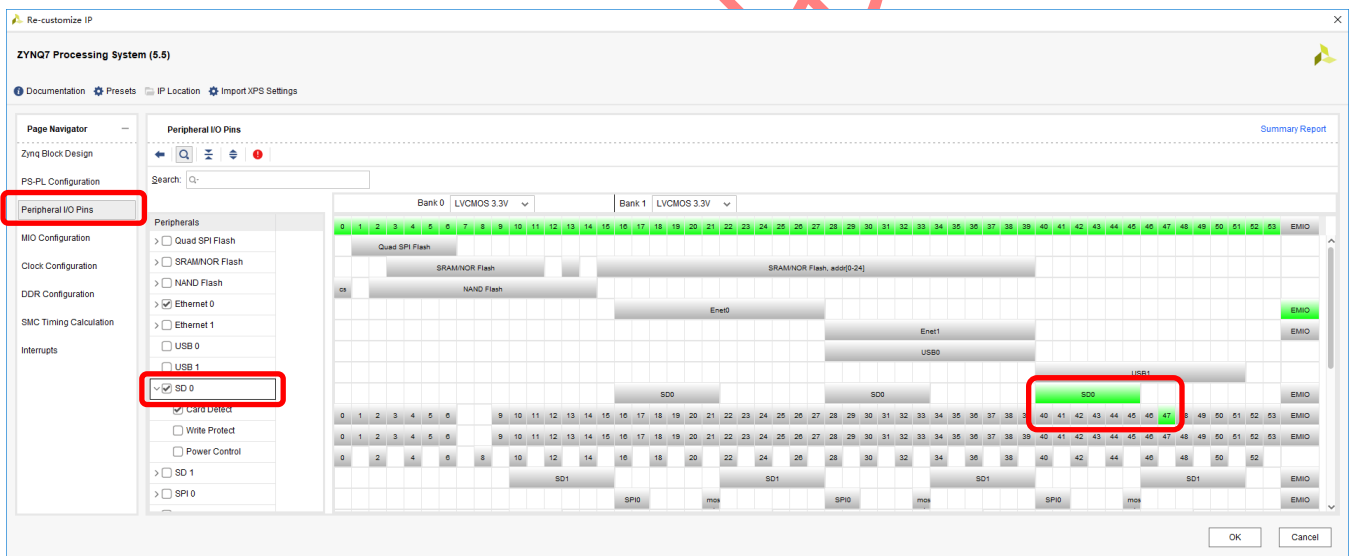 Re-customize IP
ZYNQ7 Processing System (5.5)
Documentation Presets IP Location Import XPS Settings
Page Navigator
Zynq Block Design
PS-PL Configuration
Peripheral I/O Pins
MIO Configuration
Clock Configuration
DDR Configuration
SMC Timing Calculation
Interrupts
Peripheral I/O Pins
Summary Report
Search:
Bank 0 LVCMOS 3.3V Bank 1 LVCMOS 3.3V
Peripherals 0 1 2 3 4 5 6 7 8 9 10 11 12 13 14 15 16 17 18 19 20 21 22 23 24 25 26 27 28 29 30 31 32 33 34 35 36 37 38 39 40 41 42 43 44 45 46 47 48 49 50 51 52 53 EMIO
Quad SPI Flash Quad SPI Flash
SRAM/NOR Flash SRAM/NOR Flash SRAM/NOR Flash, addr[0-24]
NAND Flash cs NAND Flash
Ethernet 0 Enet0 EMIO
Ethernet 1 Enet1 EMIO
USB 0 USB0
USB 1 USB1
SD 0 SD0 SD0 SD0 EMIO
Card Detect 0 1 2 3 4 5 6 9 10 11 12 13 14 15 16 17 18 19 20 21 22 23 24 25 26 27 28 29 30 31 32 33 34 35 36 37 38 40 41 42 43 44 45 46 47 49 50 51 52 53 EMIO
Write Protect 0 1 2 3 4 5 6 9 10 11 12 13 14 15 16 17 18 19 20 21 22 23 24 25 26 27 28 29 30 31 32 33 34 35 36 37 38 39 40 41 42 43 44 45 46 47 48 49 50 51 52 53 EMIO
Power Control 0 2 4 6 8 10 12 14 16 18 20 22 24 26 28 30 32 34 36 38 40 42 44 46 48 50 52
SD 1 SD1 SD1 SD1 SD1 EMIO
SPI 0 SPI0 mos SPI0 mos SPI0 mos EMIO
OK Cancel